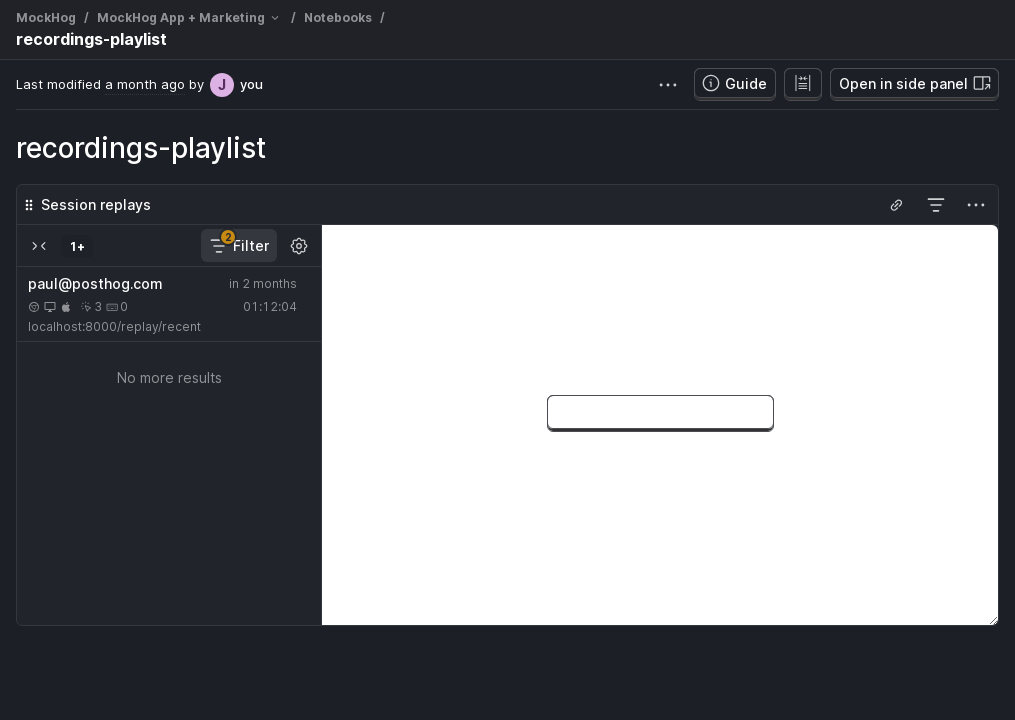 MockHog / MockHog App + Marketing / Notebooks /
recordings-playlist
Last modified a month ago by J you
Guide
Open in side panel
recordings-playlist
Session replays
1+
2
Filter
paul@posthog.com
in 2 months
3 0
01:12:04
localhost:8000/replay/recent
No more results